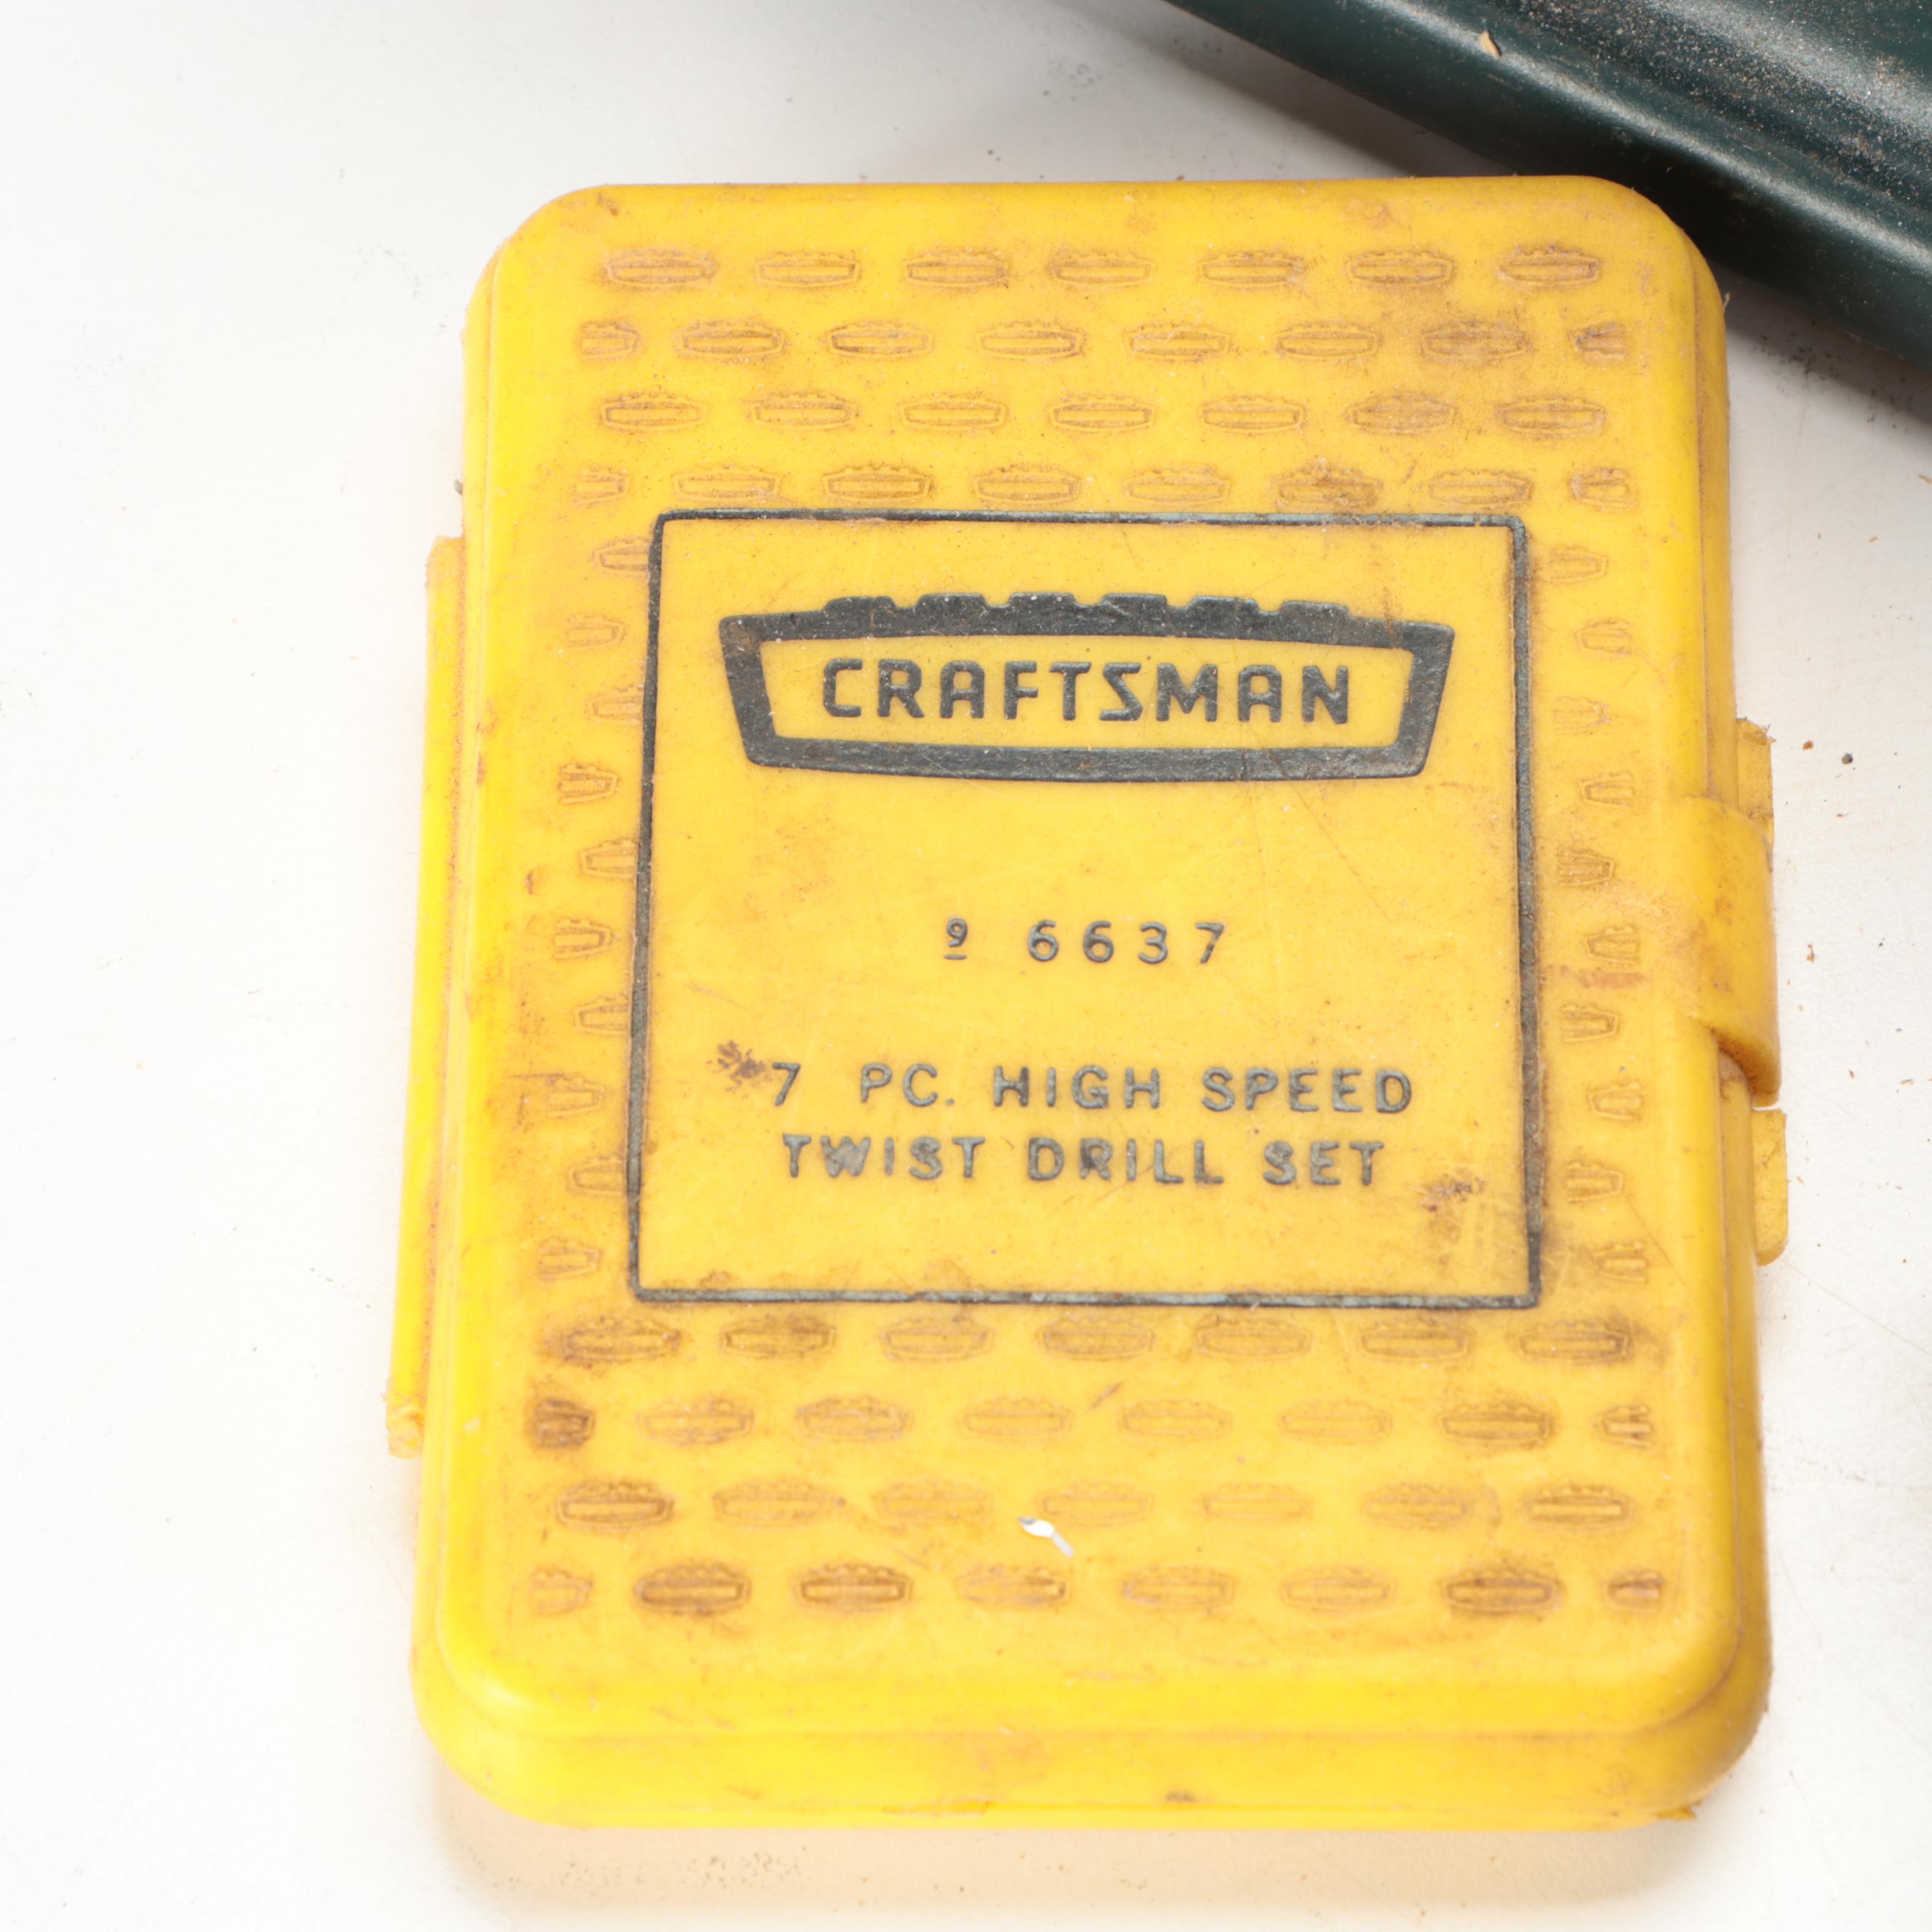 CRAFTSMAN
9 6637
7 PC. HIGH SPEED
TWIST DRILL SET